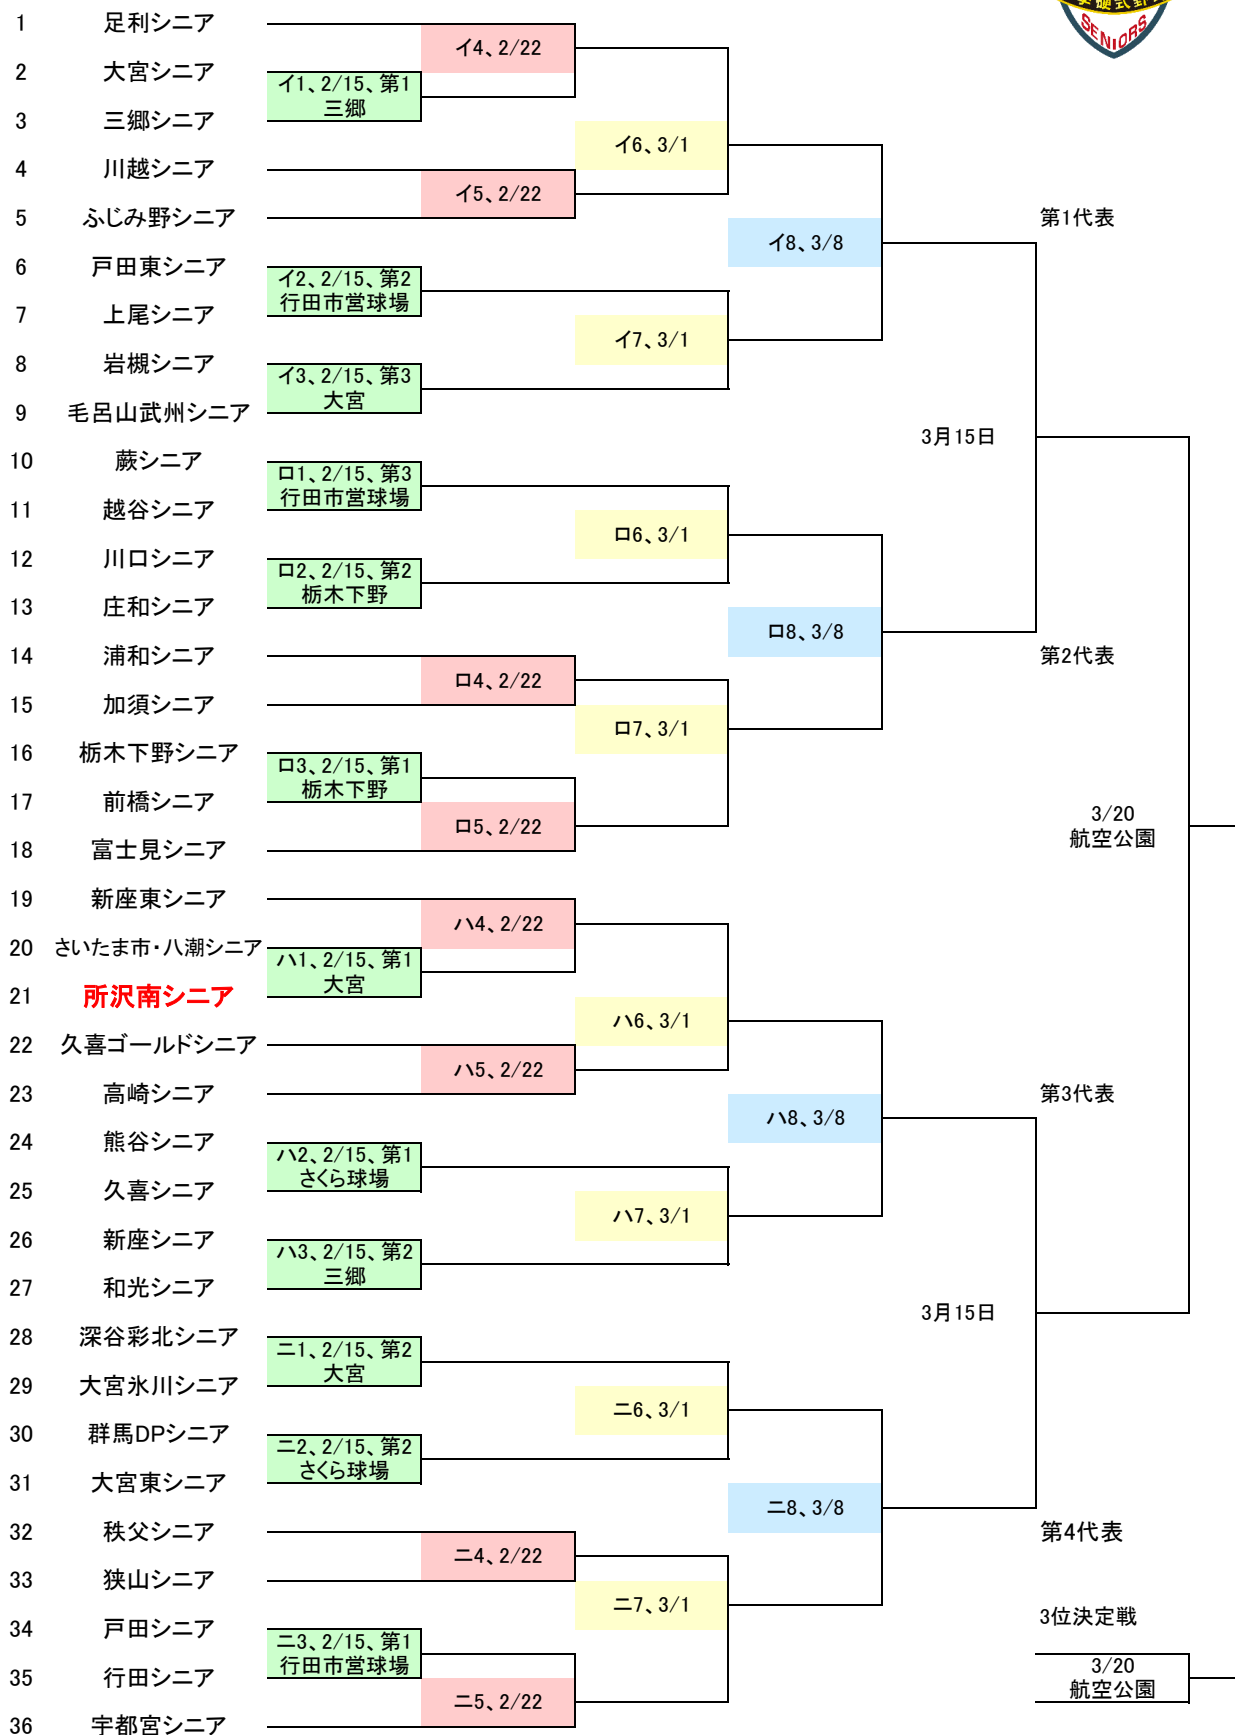 学硬式野
SENIORS
1 足利シニア
イ4、2/22
2 大宮シニア
イ1、2/15、第1
三郷
3 三郷シニア
イ6、3/1
4 川越シニア
イ5、2/22
5 ふじみ野シニア
第1代表
イ8、3/8
6 戸田東シニア
イ2、2/15、第2
行田市営球場
7 上尾シニア
イ7、3/1
8 岩槻シニア
イ3、2/15、第3
大宮
9 毛呂山武州シニア
3月15日
10 蕨シニア
ロ1、2/15、第3
行田市営球場
11 越谷シニア
ロ6、3/1
12 川口シニア
ロ2、2/15、第2
栃木下野
13 庄和シニア
ロ8、3/8
14 浦和シニア
第2代表
ロ4、2/22
15 加須シニア
ロ7、3/1
16 栃木下野シニア
ロ3、2/15、第1
栃木下野
17 前橋シニア
3/20
航空公園
ロ5、2/22
18 富士見シニア
19 新座東シニア
ハ4、2/22
20 さいたま市・八潮シニア
ハ1、2/15、第1
大宮
21 所沢南シニア
ハ6、3/1
22 久喜ゴールドシニア
ハ5、2/22
23 高崎シニア
第3代表
ハ8、3/8
24 熊谷シニア
ハ2、2/15、第1
さくら球場
25 久喜シニア
ハ7、3/1
26 新座シニア
ハ3、2/15、第2
三郷
27 和光シニア
3月15日
28 深谷彩北シニア
ニ1、2/15、第2
大宮
29 大宮氷川シニア
ニ6、3/1
30 群馬DPシニア
ニ2、2/15、第2
さくら球場
31 大宮東シニア
ニ8、3/8
32 秩父シニア
第4代表
ニ4、2/22
33 狭山シニア
ニ7、3/1
3位決定戦
34 戸田シニア
ニ3、2/15、第1
行田市営球場
3/20
航空公園
35 行田シニア
ニ5、2/22
36 宇都宮シニア